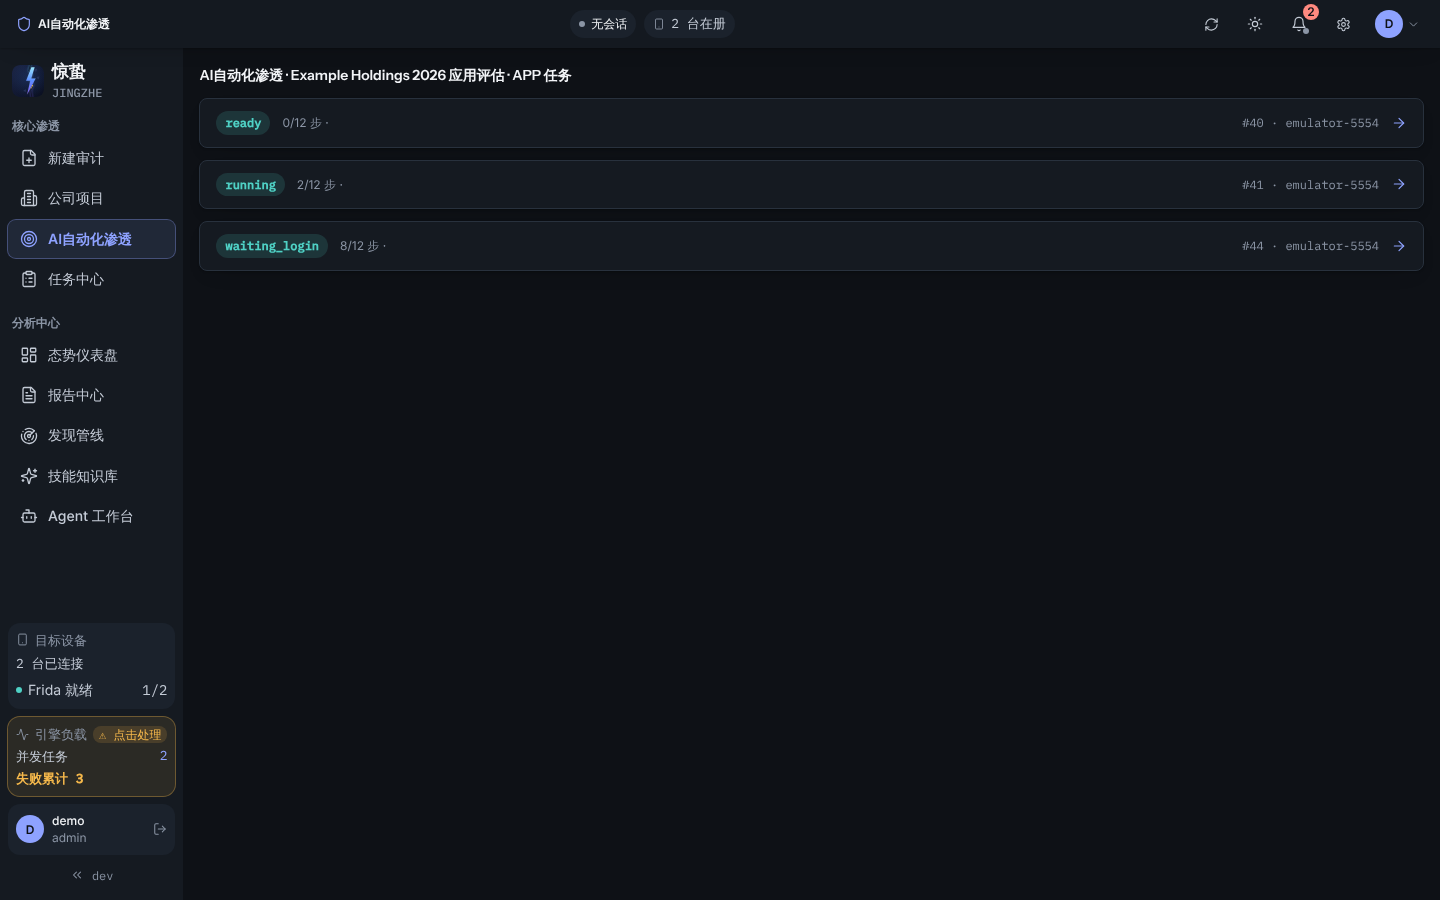 AI自动化渗透
无会话
2 台在册
2
D
惊蛰
JINGZHE
核心渗透
新建审计
公司项目
AI自动化渗透
任务中心
分析中心
态势仪表盘
报告中心
发现管线
技能知识库
Agent 工作台
目标设备
2 台已连接
Frida 就绪 1/2
引擎负载 ⚠ 点击处理
并发任务 2
失败累计 3
D
demo
admin
dev
AI自动化渗透 · Example Holdings 2026 应用评估 · APP 任务
ready 0/12 步 · #40 · emulator-5554
running 2/12 步 · #41 · emulator-5554
waiting_login 8/12 步 · #44 · emulator-5554